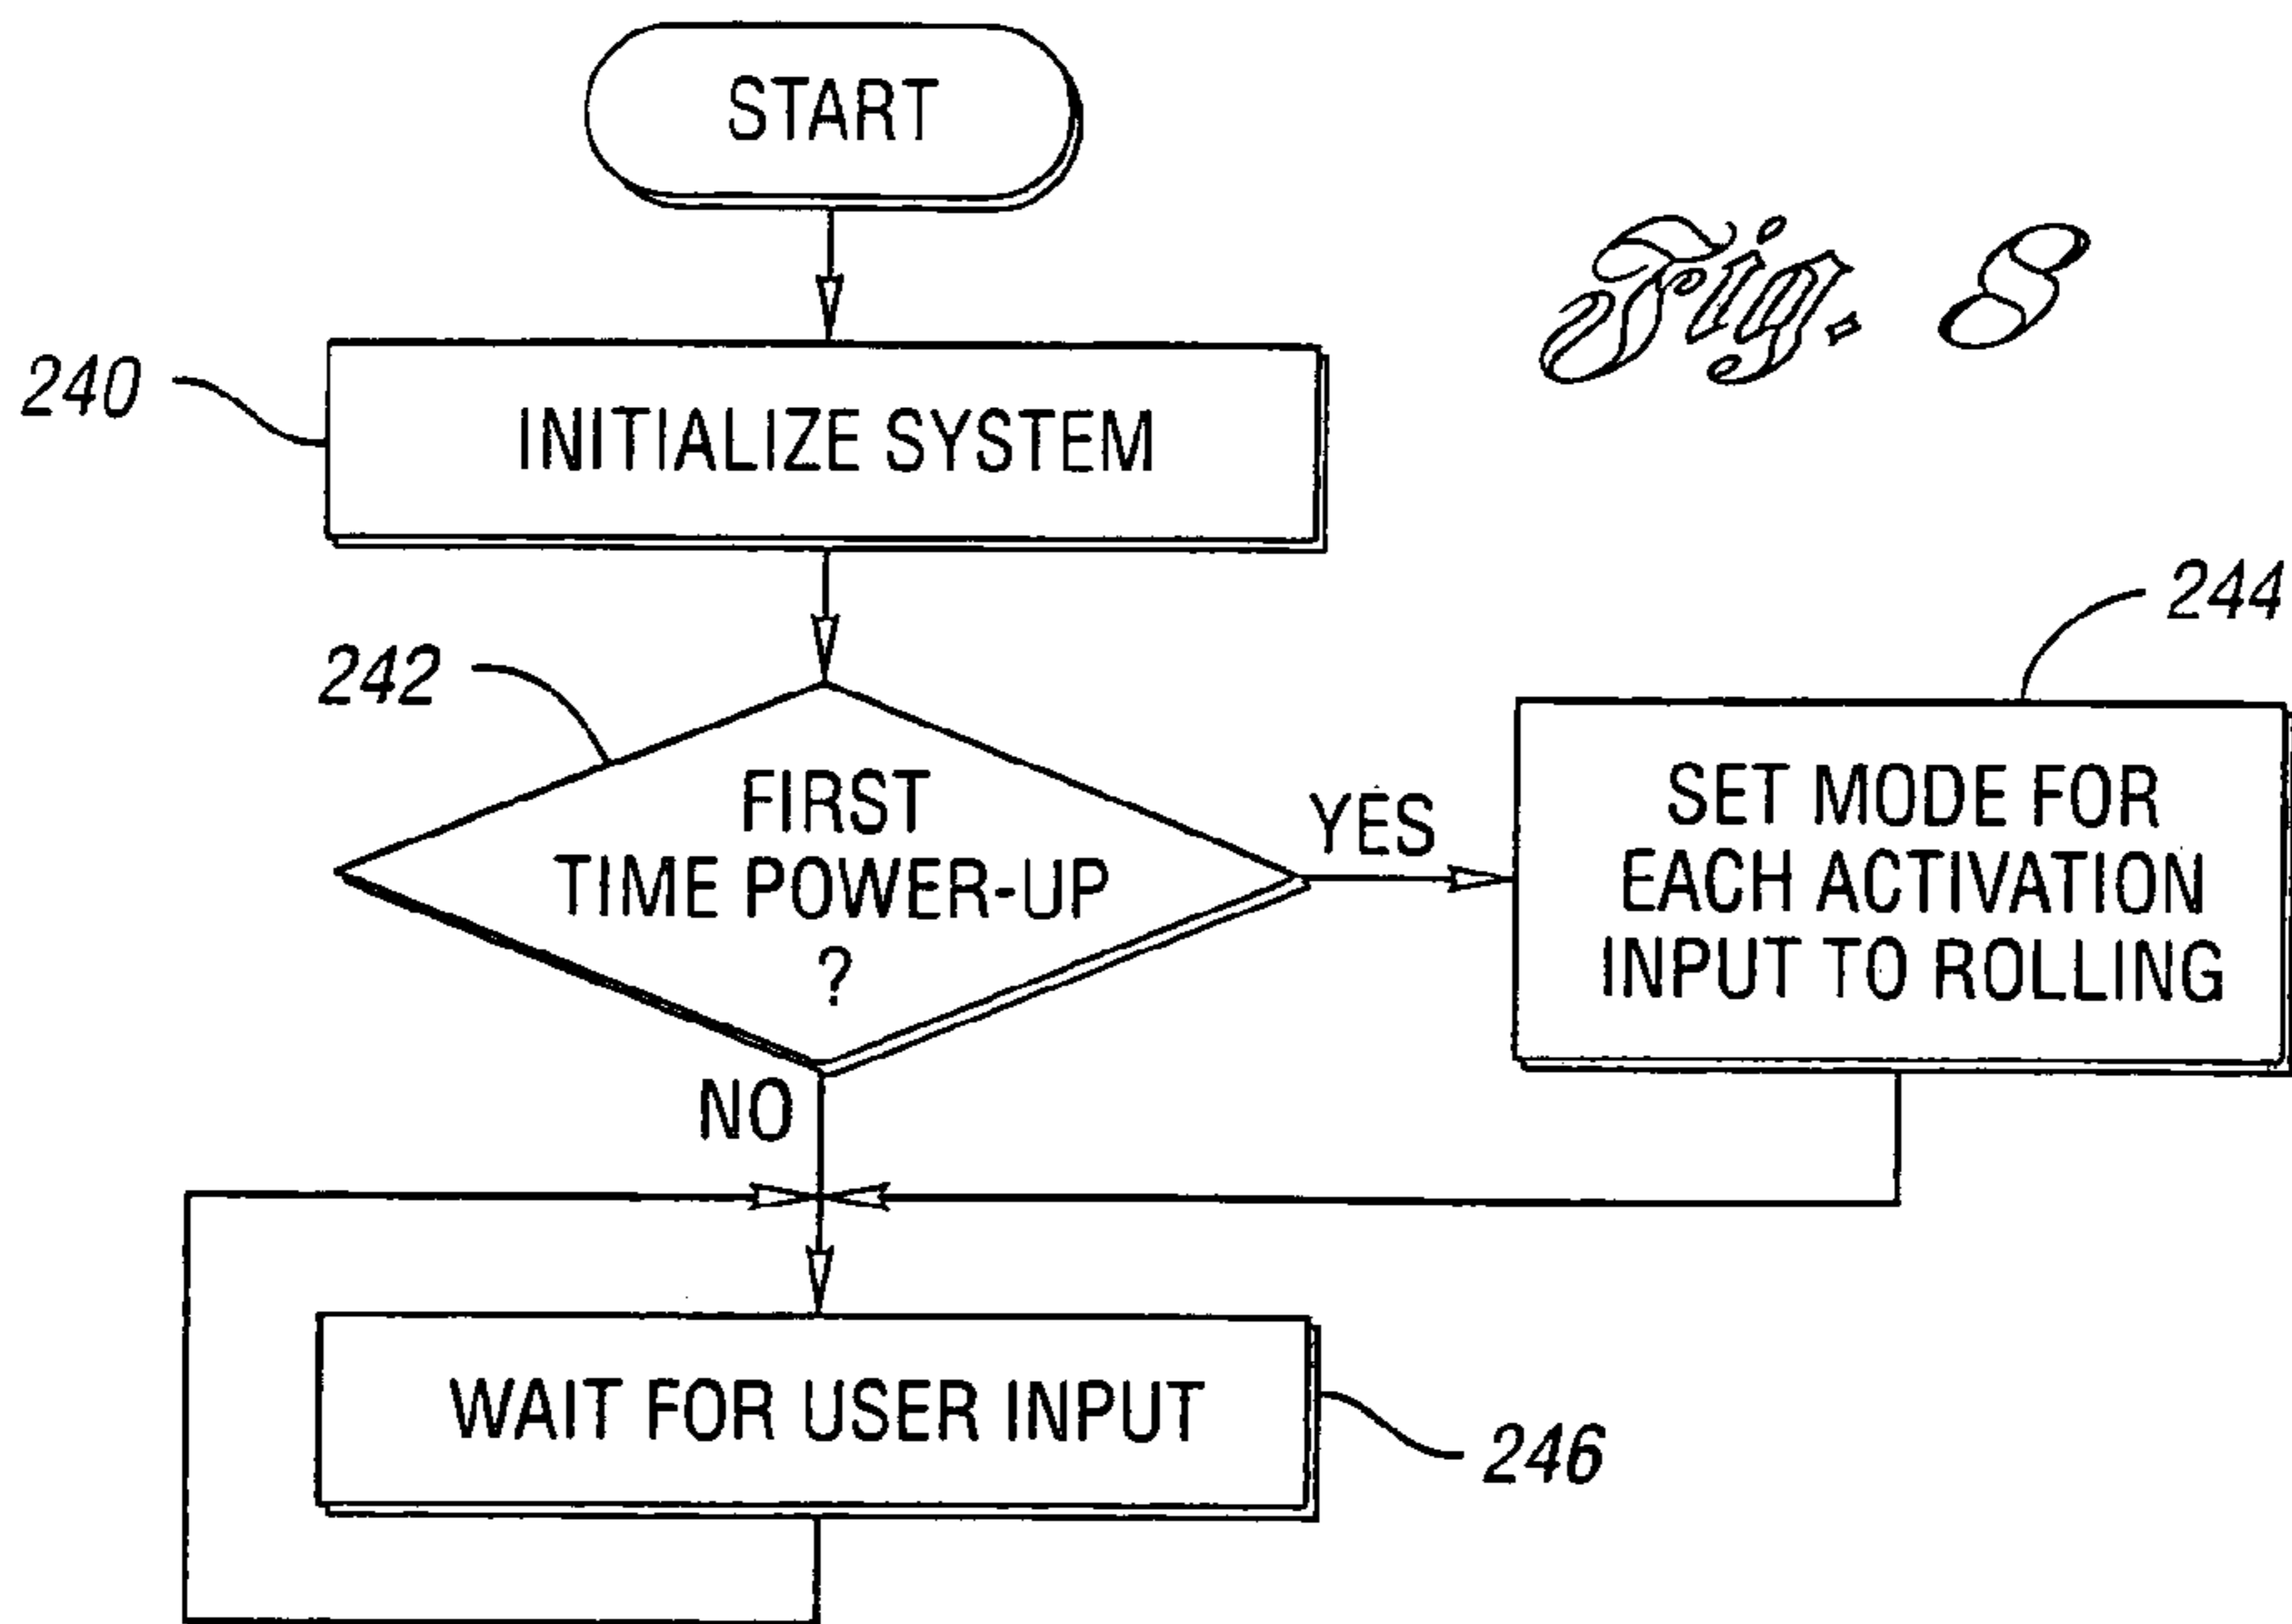 START
Fig. 8
240
INITIALIZE SYSTEM
242
244
FIRST
TIME POWER-UP
?
YES
SET MODE FOR
EACH ACTIVATION
INPUT TO ROLLING
NO
WAIT FOR USER INPUT
246